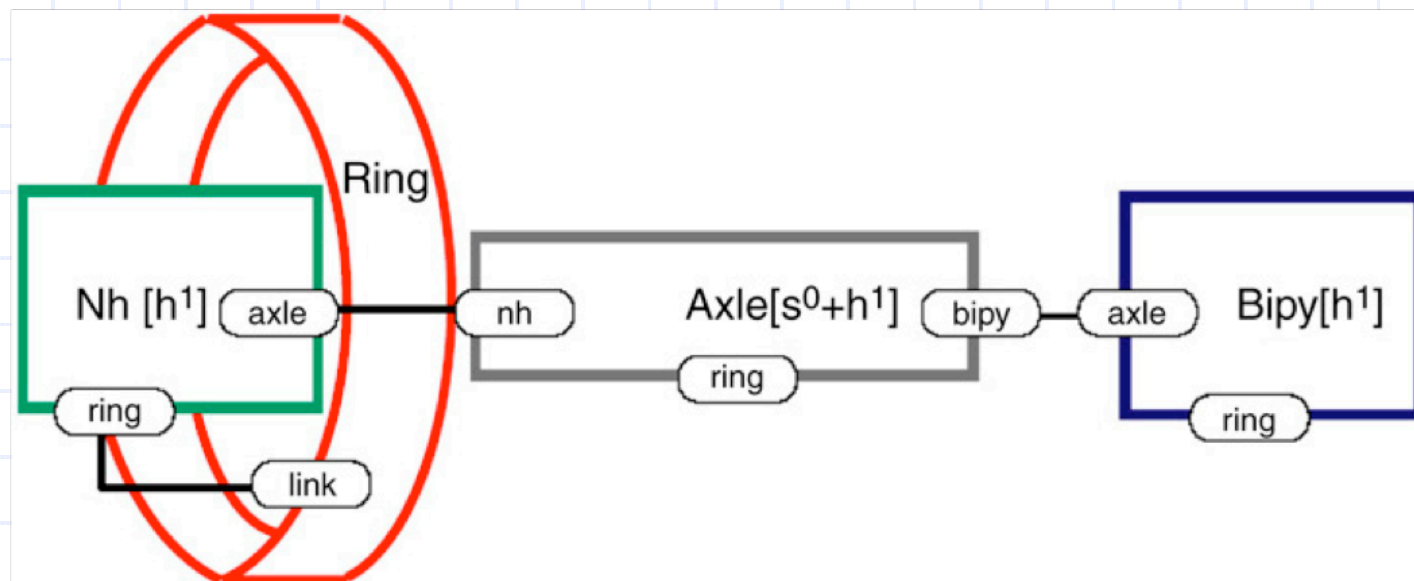 Ring
Nh [h¹] axle nh Axle[s⁰+h¹] bipy axle Bipy[h¹]
ring ring ring
link